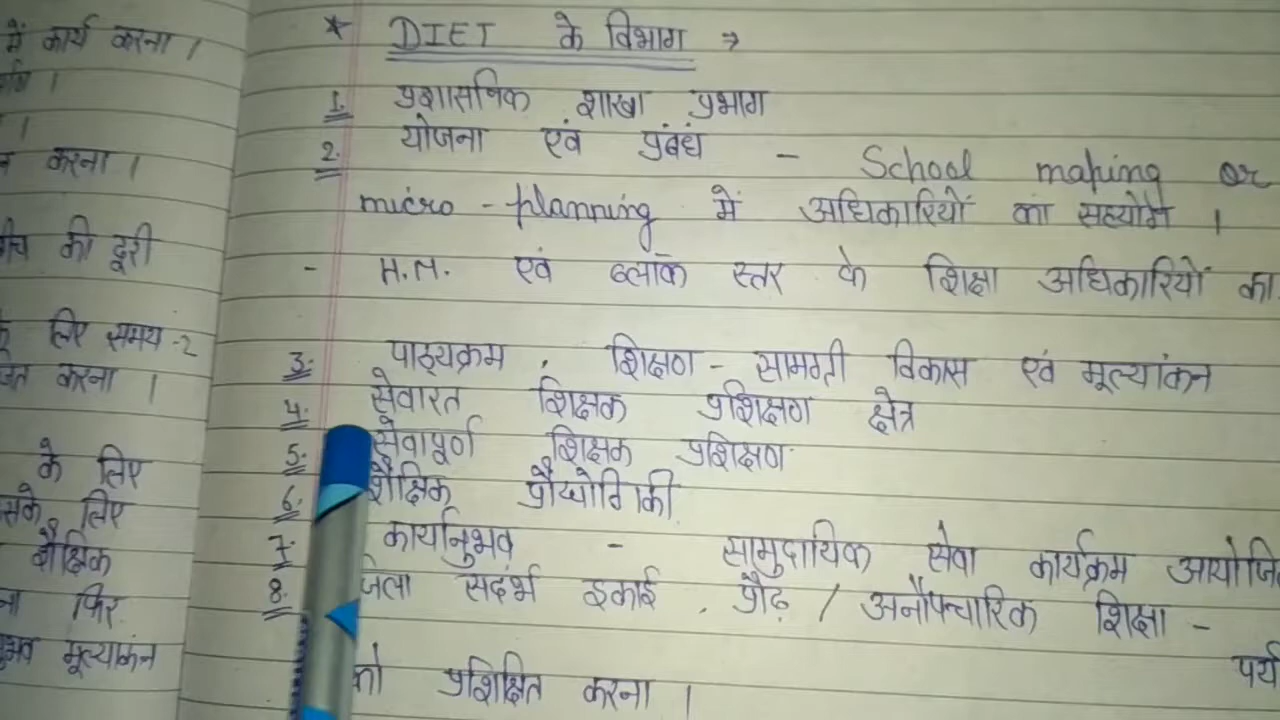 में कार्य करना ।
।
न करना ।
की दूरी
के लिए समय-2
करना ।
के लिए
लिए
शैक्षिक
फिर
मूल्यांकन
* DIET के विभाग →
1. प्रशासनिक शाखा प्रभाग
2. योजना एवं प्रबंध - School making or
micro - planning में अधिकारियों का सहयोग ।
- H.M. एवं ब्लॉक स्तर के शिक्षा अधिकारियों का
3. पाठ्यक्रम , शिक्षण - सामग्री विकास एवं मूल्यांकन
4. सेवारत शिक्षक प्रशिक्षण क्षेत्र
5. सेवापूर्ण शिक्षक प्रशिक्षण
6. शैक्षिक प्रौद्योगिकी
7. कार्यानुभव - सामुदायिक सेवा कार्यक्रम
8. जिला सदंर्भ इकाई , प्रौढ़ / अनौपचारिक शिक्षा -
को प्रशिक्षित करना ।